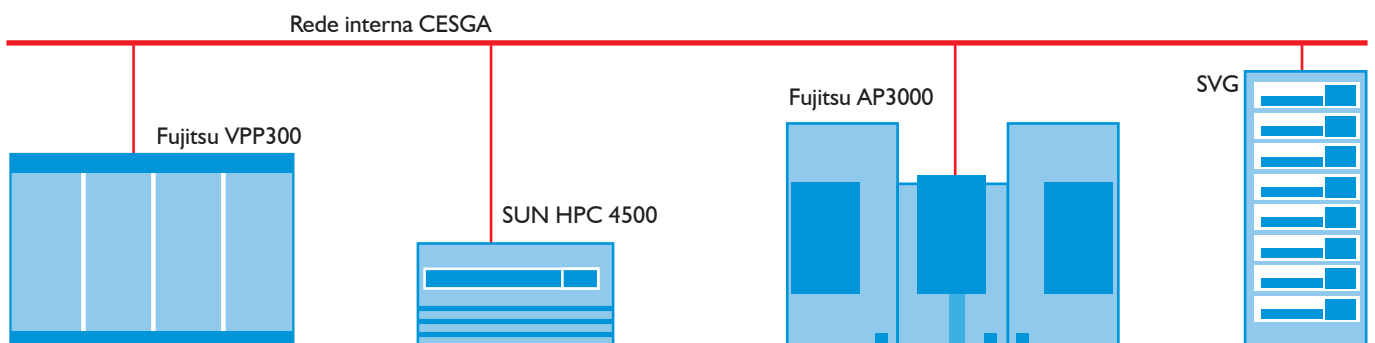 Rede interna CESGA
SVG
Fujitsu AP3000
Fujitsu VPP300
SUN HPC 4500